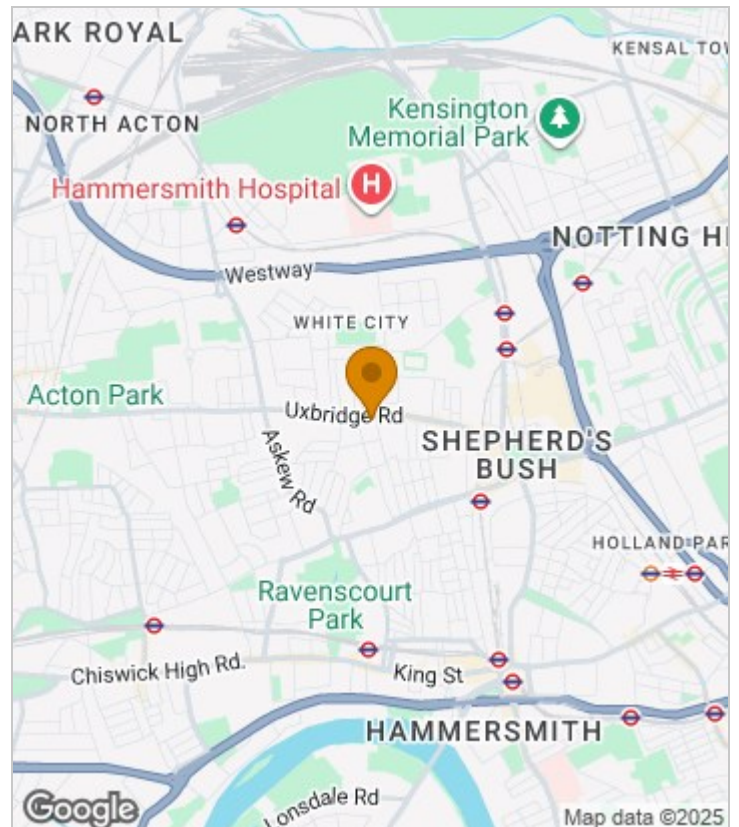 ARK ROYAL
KENSAL TOW
NORTH ACTON
Kensington
Memorial Park
Hammersmith Hospital
H
NOTTING HI
Westway
WHITE CITY
Acton Park
Uxbridge Rd
Askew Rd
SHEPHERD'S
BUSH
HOLLAND PAR
Ravenscourt
Park
Chiswick High Rd.
King St
HAMMERSMITH
Lonsdale Rd
Google
Map data ©2025